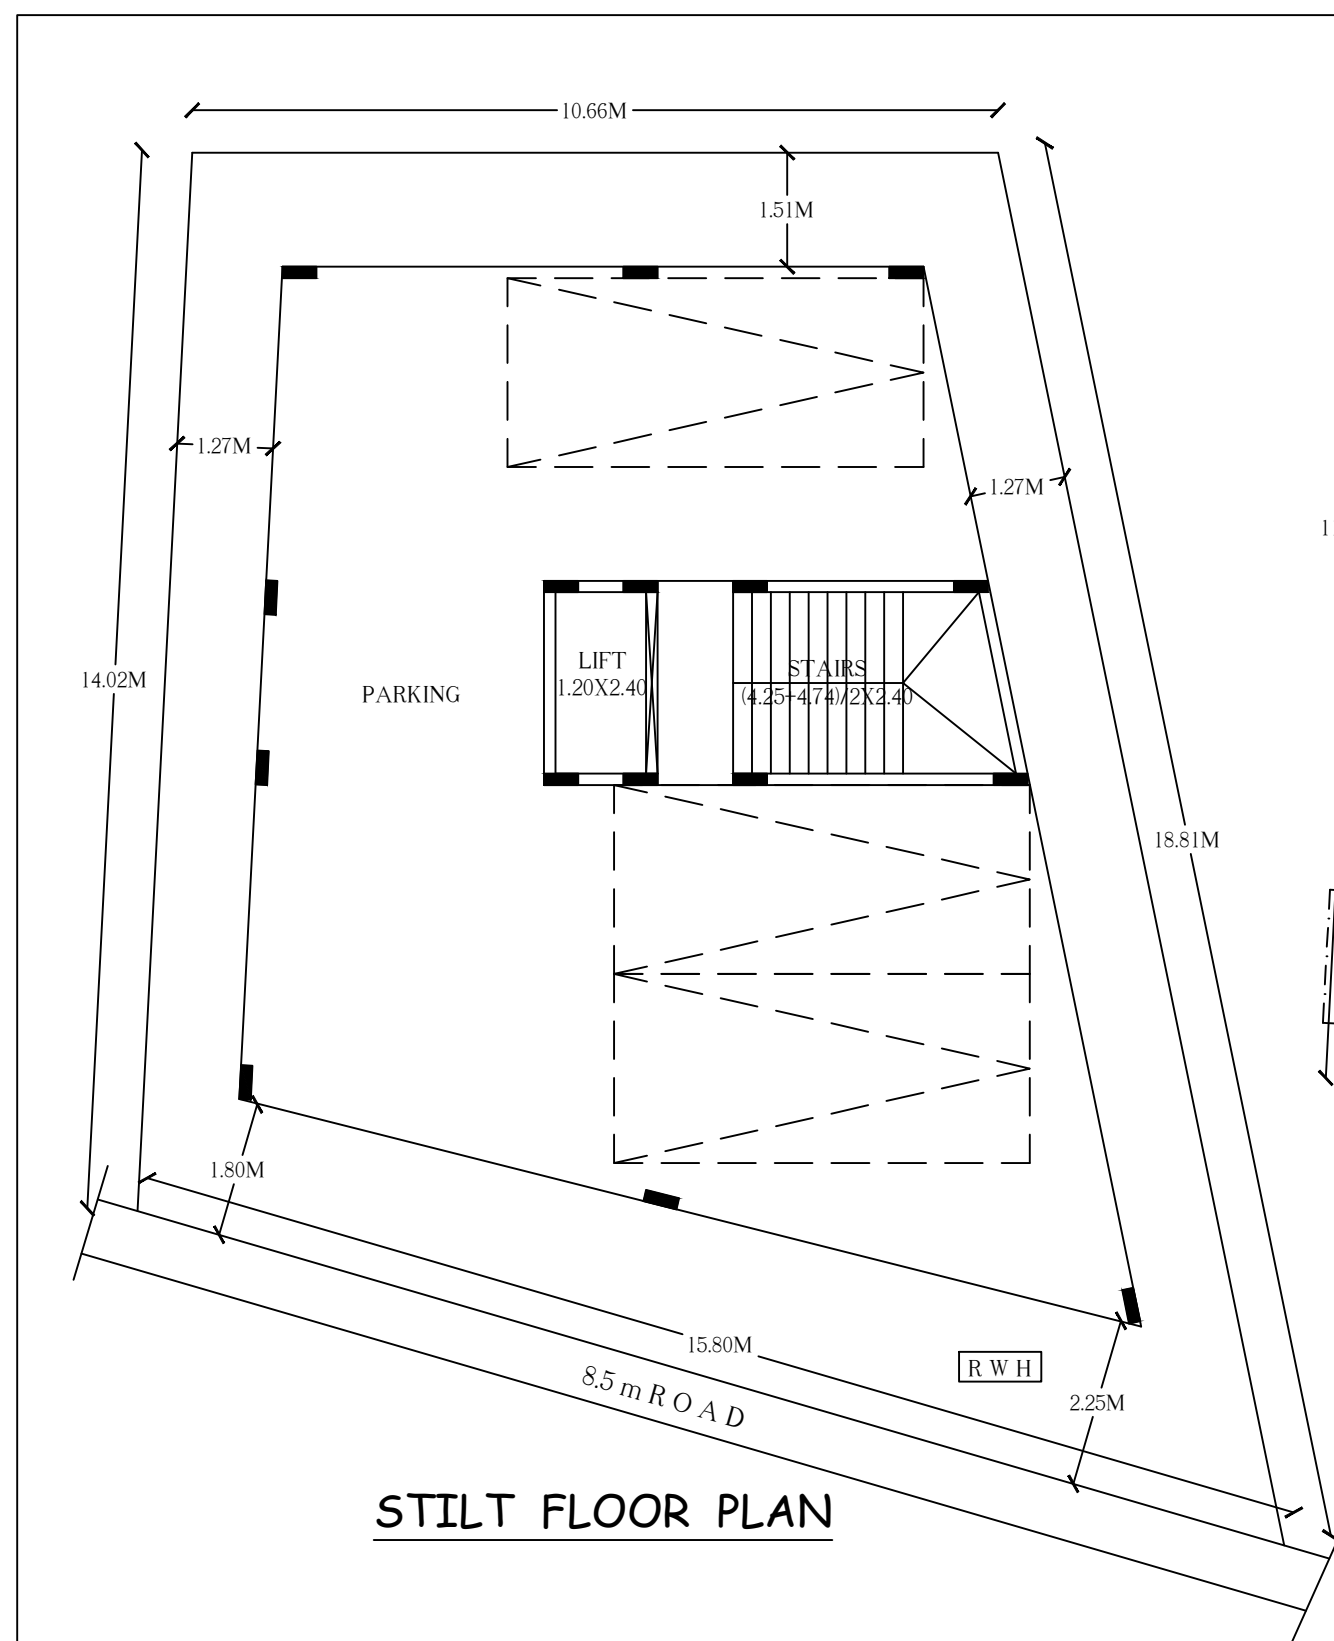 10.66M
1.51M
1.27M
1.27M
14.02M
PARKING
LIFT
1.20X2.40
STAIRS
(4.25+4.74)/2X2.40
18.81M
1.80M
15.80M
R W H
2.25M
8.5 m R O A D
STILT FLOOR PLAN